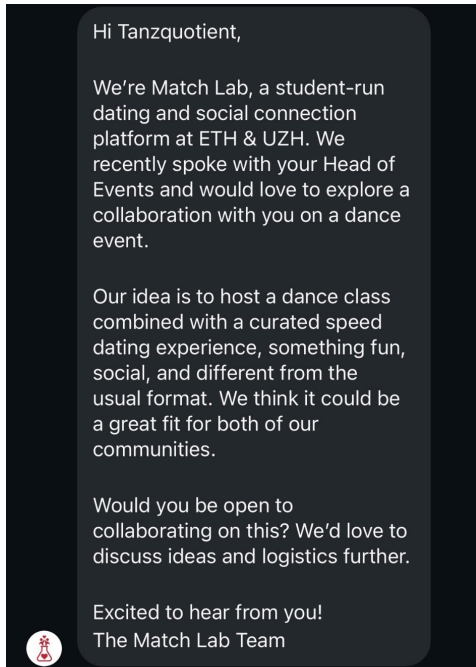 Hi Tanzquotient,
We’re Match Lab, a student-run
dating and social connection
platform at ETH & UZH. We
recently spoke with your Head of
Events and would love to explore a
collaboration with you on a dance
event.
Our idea is to host a dance class
combined with a curated speed
dating experience, something fun,
social, and different from the
usual format. We think it could be
a great fit for both of our
communities.
Would you be open to
collaborating on this? We’d love to
discuss ideas and logistics further.
Excited to hear from you!
The Match Lab Team